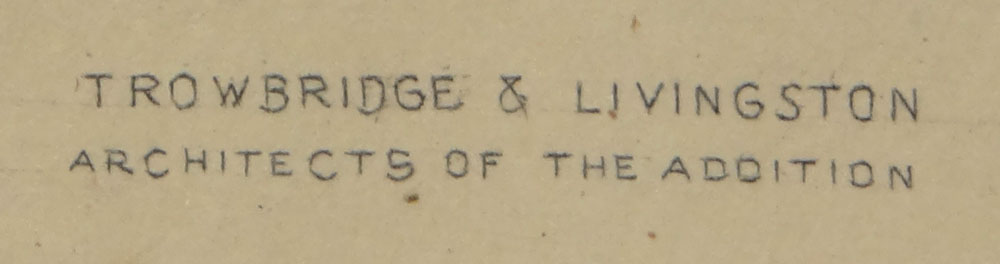 TROWBRIDGE & LIVINGSTON
ARCHITECTS OF THE ADDITION